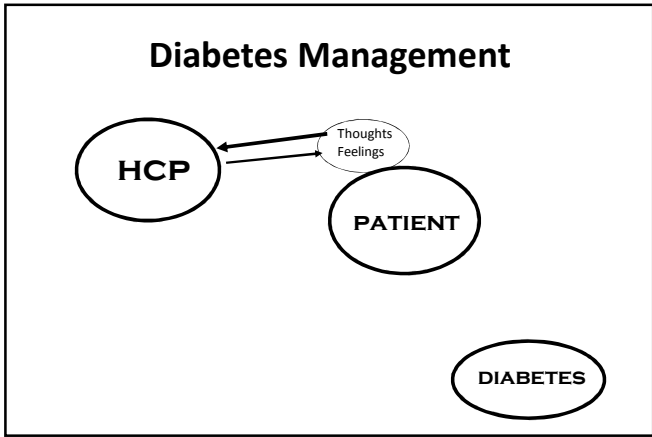 Diabetes Management
Thoughts
Feelings
HCP
PATIENT
DIABETES